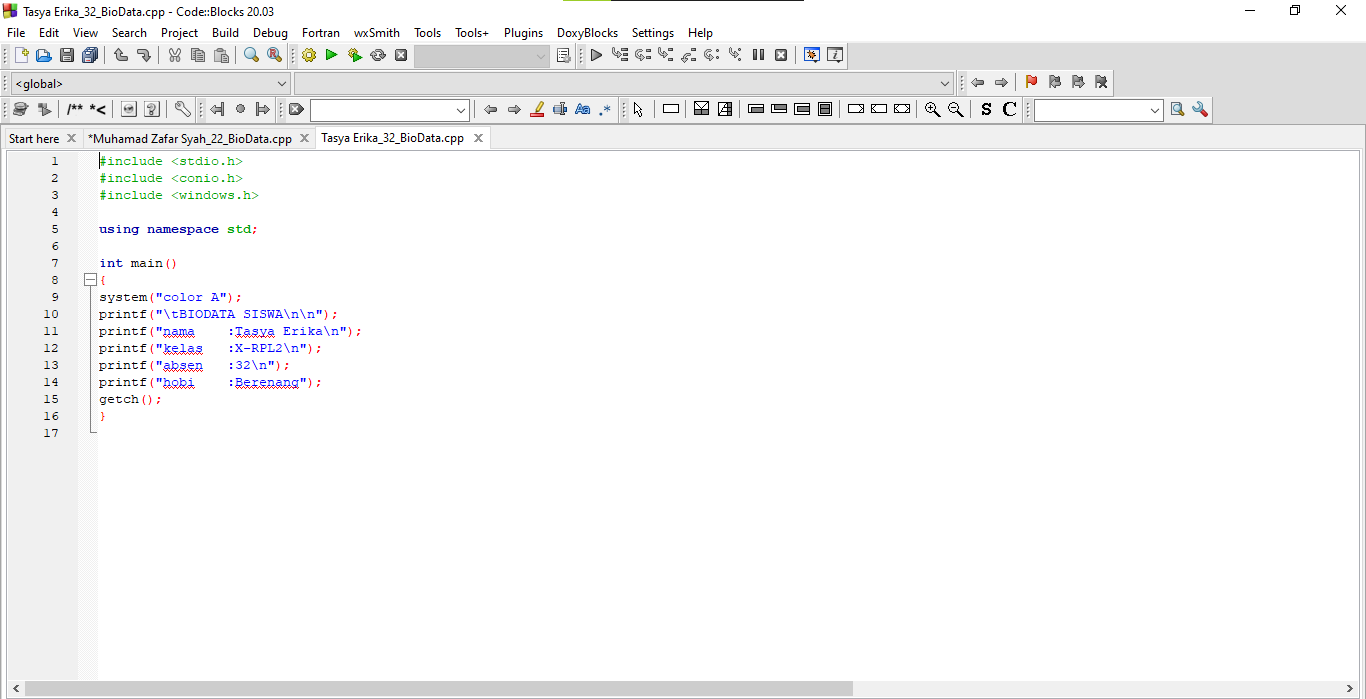 Tasya Erika_32_BioData.cpp - Code::Blocks 20.03
File Edit View Search Project Build Debug Fortran wxSmith Tools Tools+ Plugins DoxyBlocks Settings Help
<global>
/** *< Aa .* S C
Start here *Muhamad Zafar Syah_22_BioData.cpp Tasya Erika_32_BioData.cpp
1 #include <stdio.h>
2 #include <conio.h>
3 #include <windows.h>
4
5 using namespace std;
6
7 int main()
8 {
9 system("color A");
10 printf("\tBIODATA SISWA\n\n");
11 printf("nama    :Tasya Erika\n");
12 printf("kelas   :X-RPL2\n");
13 printf("absen   :32\n");
14 printf("hobi    :Berenang");
15 getch();
16 }
17